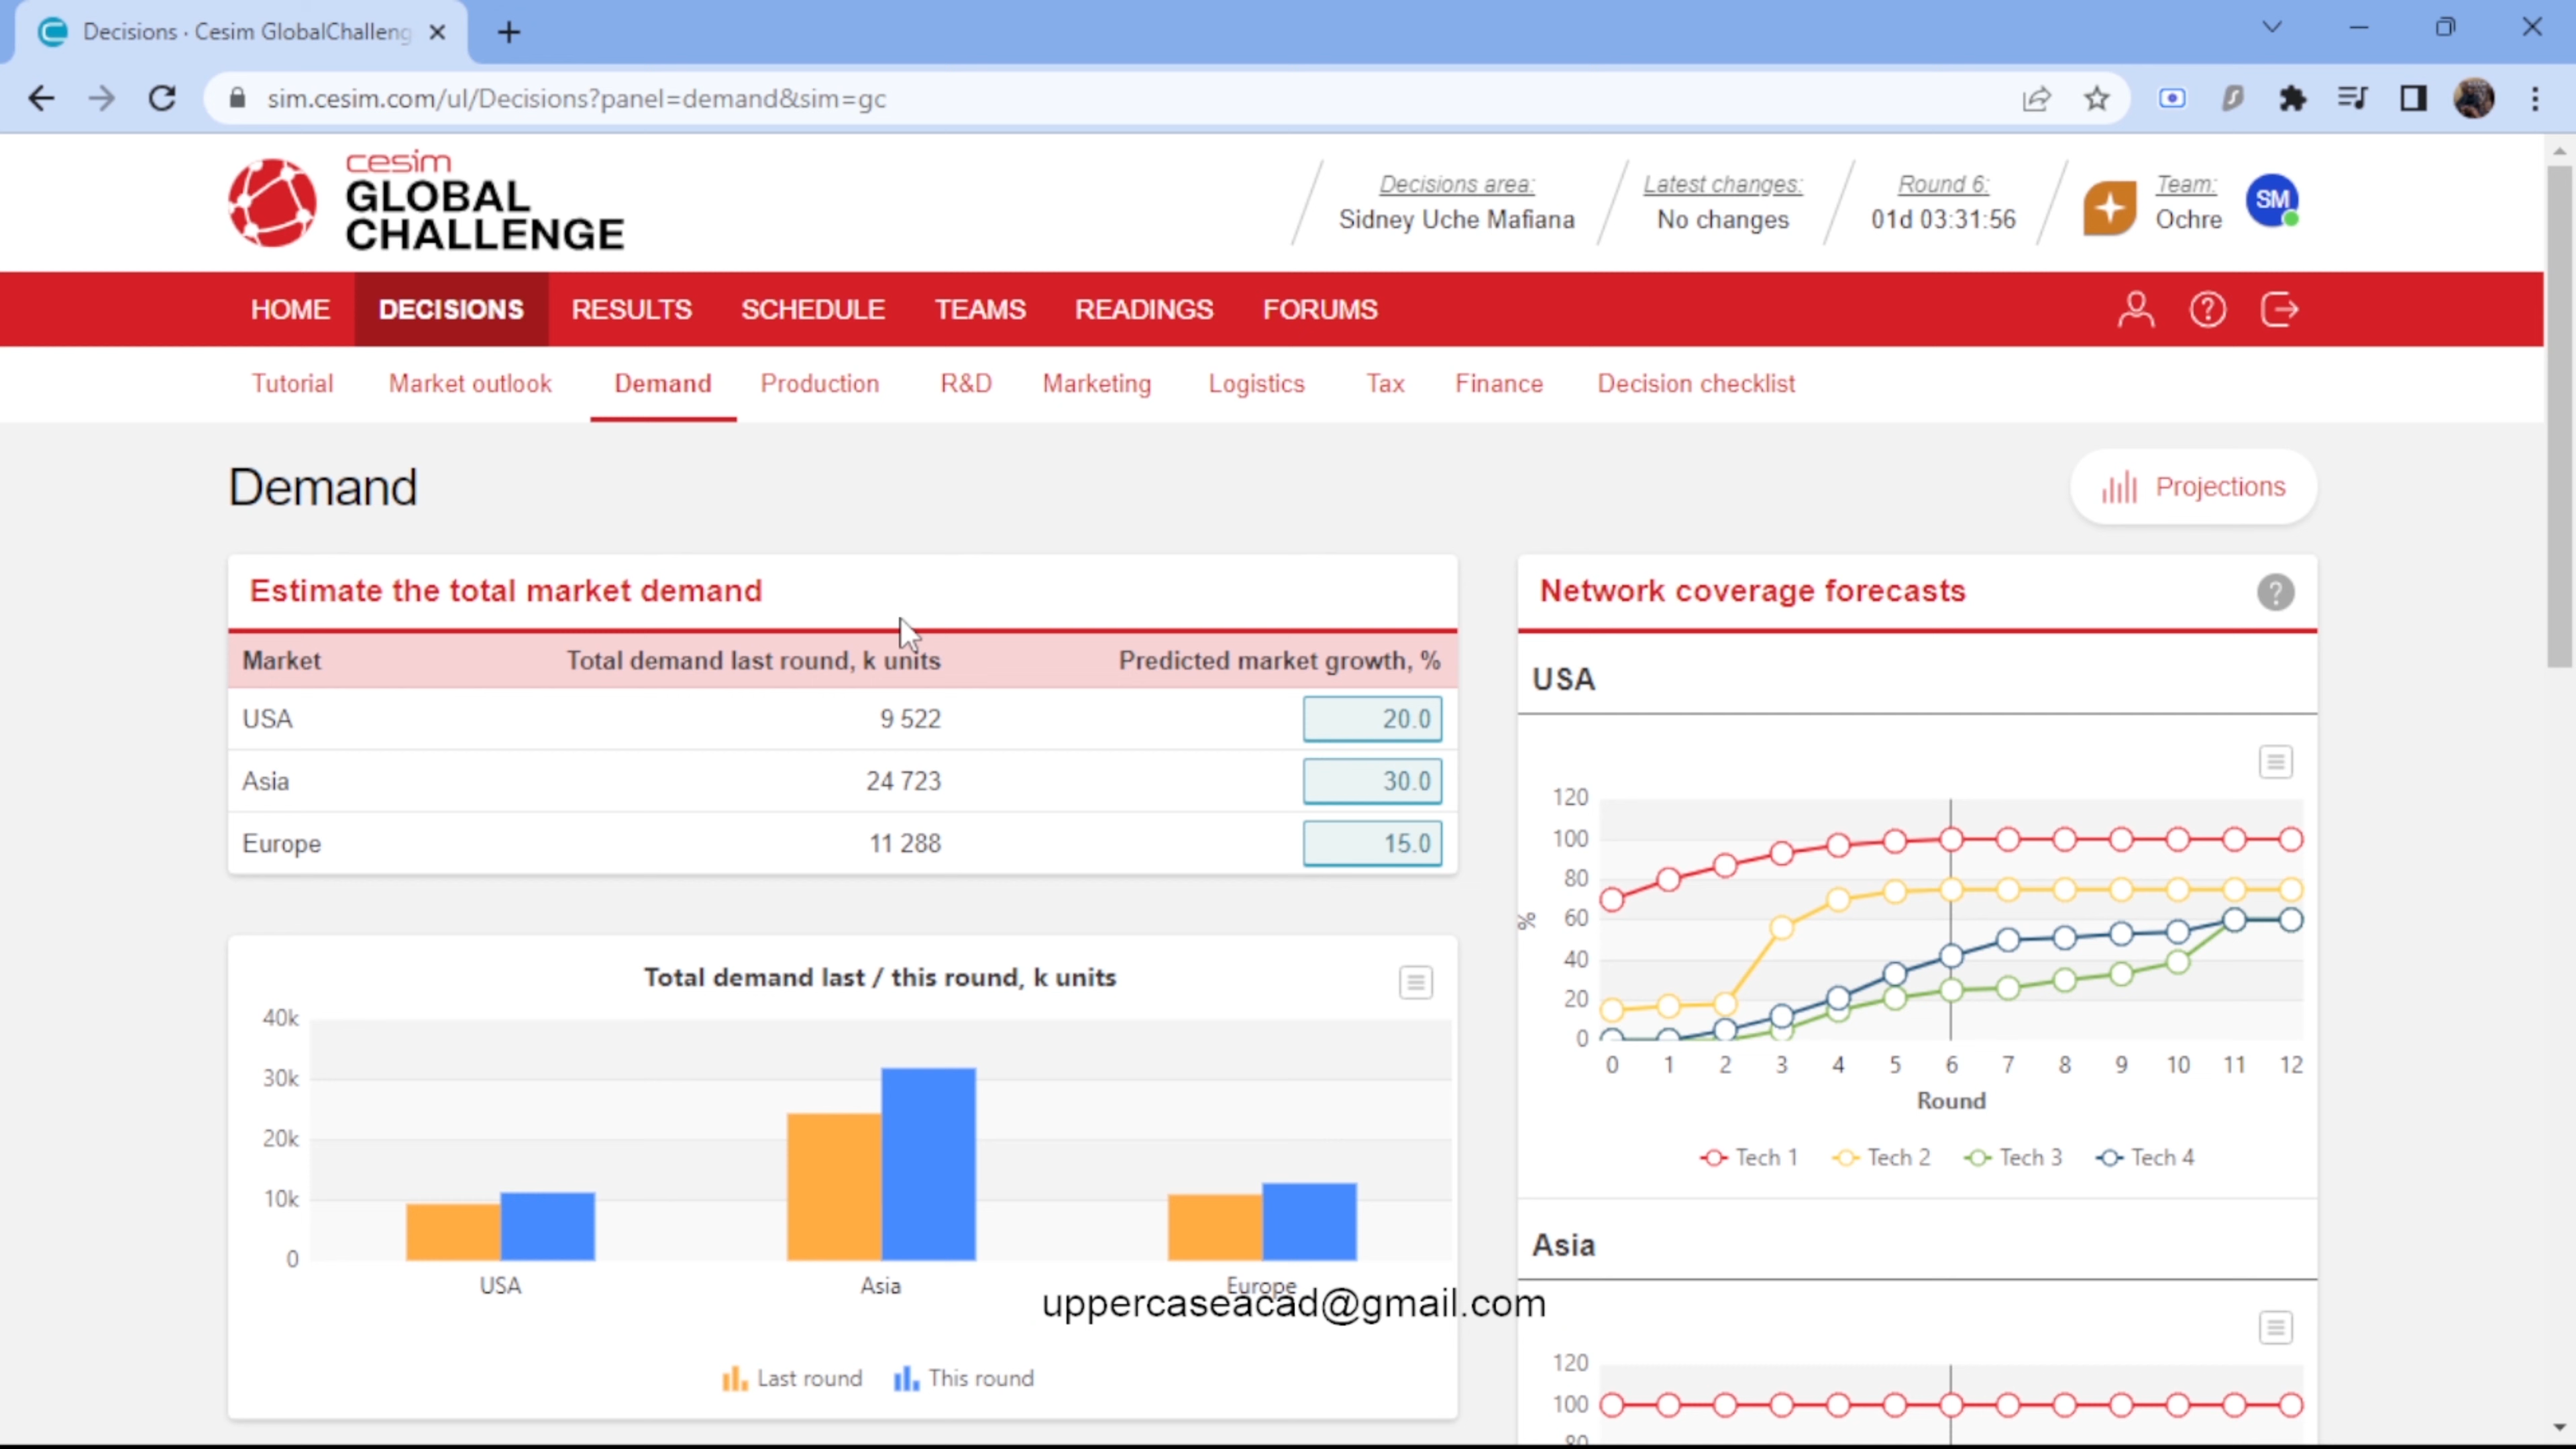 Decisions · Cesim GlobalChalleng
sim.cesim.com/ul/Decisions?panel=demand&sim=gc
cesim
GLOBAL
CHALLENGE
Decisions area:
Sidney Uche Mafiana
Latest changes:
No changes
Round 6:
01d 03:31:56
Team:
Ochre
SM
HOME DECISIONS RESULTS SCHEDULE TEAMS READINGS FORUMS
Tutorial Market outlook Demand Production R&D Marketing Logistics Tax Finance Decision checklist
Demand
Projections
Estimate the total market demand
Market Total demand last round, k units Predicted market growth, %
USA 9 522 20.0
Asia 24 723 30.0
Europe 11 288 15.0
Total demand last / this round, k units
40k
30k
20k
10k
0
USA Asia Europe
Last round This round
uppercaseacad@gmail.com
Network coverage forecasts
?
USA
120
100
80
60
40
20
0
%
0 1 2 3 4 5 6 7 8 9 10 11 12
Round
Tech 1 Tech 2 Tech 3 Tech 4
Asia
120
100
80